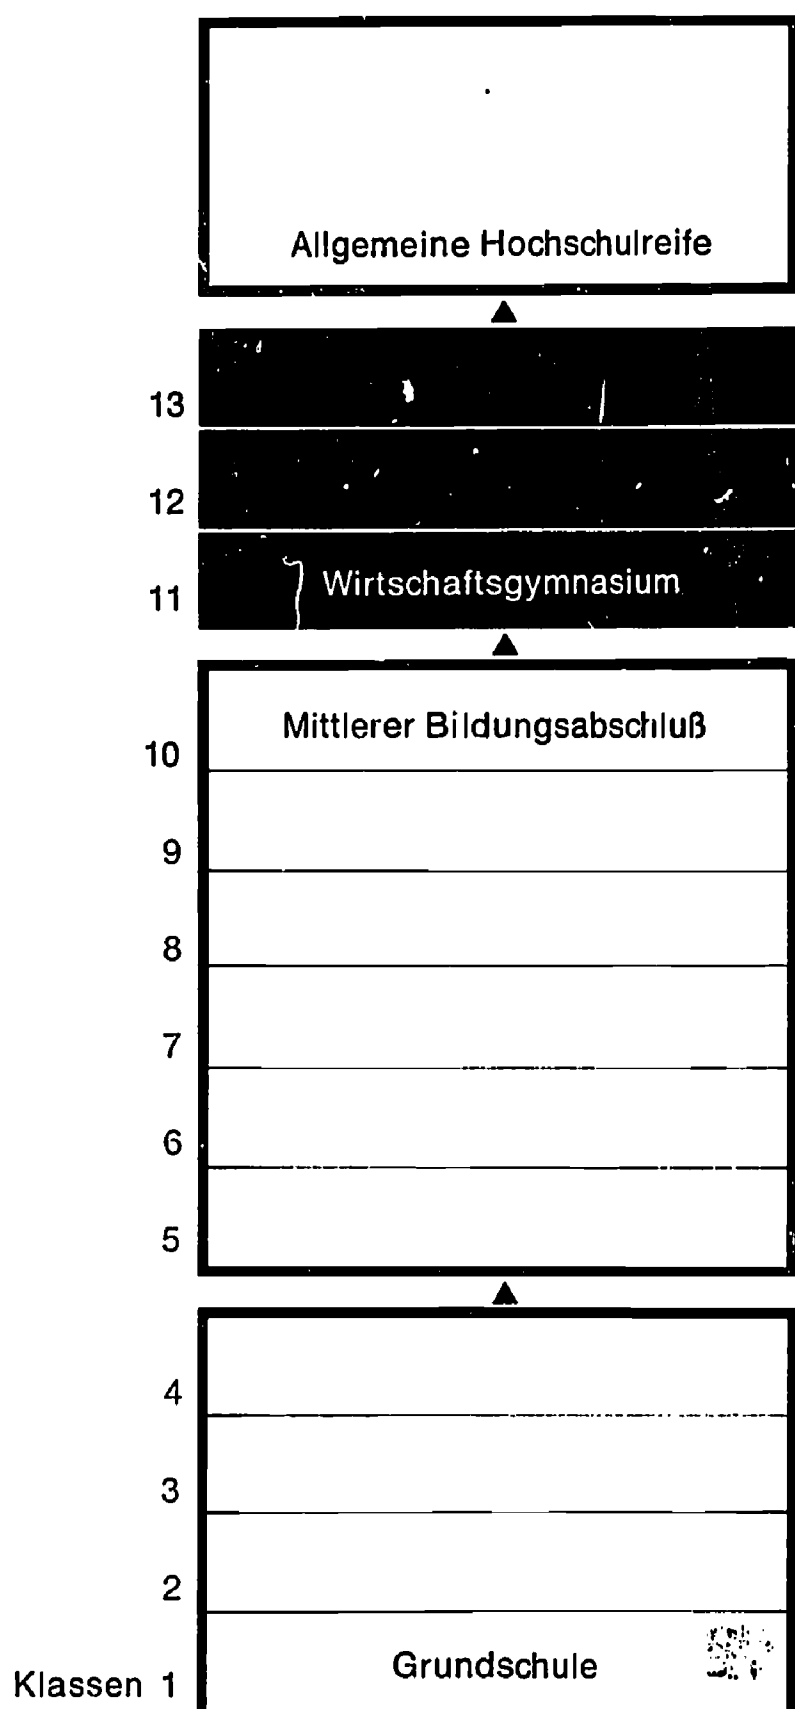 Allgemeine Hochschulreife
13
12
11 Wirtschaftsgymnasium
Mittlerer Bildungsabschluß
10
9
8
7
6
5
4
3
2
Grundschule
Klassen 1